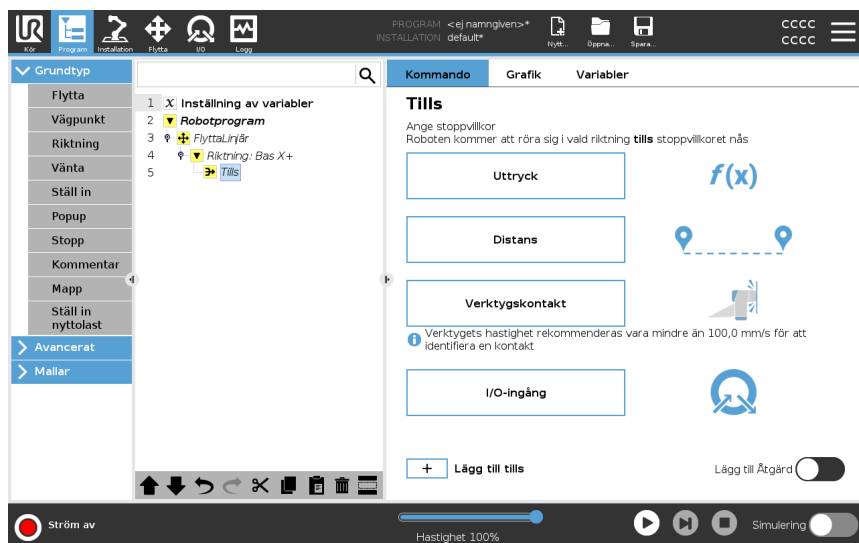 UR
Kör
Program
Installation
Flytta
I/O
Logg
PROGRAM <ej namngiven>*
INSTALLATION default*
Nytt...
Öppna...
Spara...
cccc
cccc
Grundtyp
Flytta
Vägpunkt
Riktning
Vänta
Ställ in
Popup
Stopp
Kommentar
Mapp
Ställ in
nyttolast
Avancerat
Mallar
1 X Inställning av variabler
2 Robotprogram
3 FlyttaLinjär
4 Riktning: Bas X+
5 Tills
Kommando
Grafik
Variabler
Tills
Ange stoppvillkor
Roboten kommer att röra sig i vald riktning tills stoppvillkoret nås
Uttryck
f(x)
Distans
Verktygskontakt
Verktygets hastighet rekommenderas vara mindre än 100,0 mm/s för att
identifiera en kontakt
I/O-ingång
+ Lägg till tills
Lägg till Åtgärd
Ström av
Hastighet 100%
Simulering